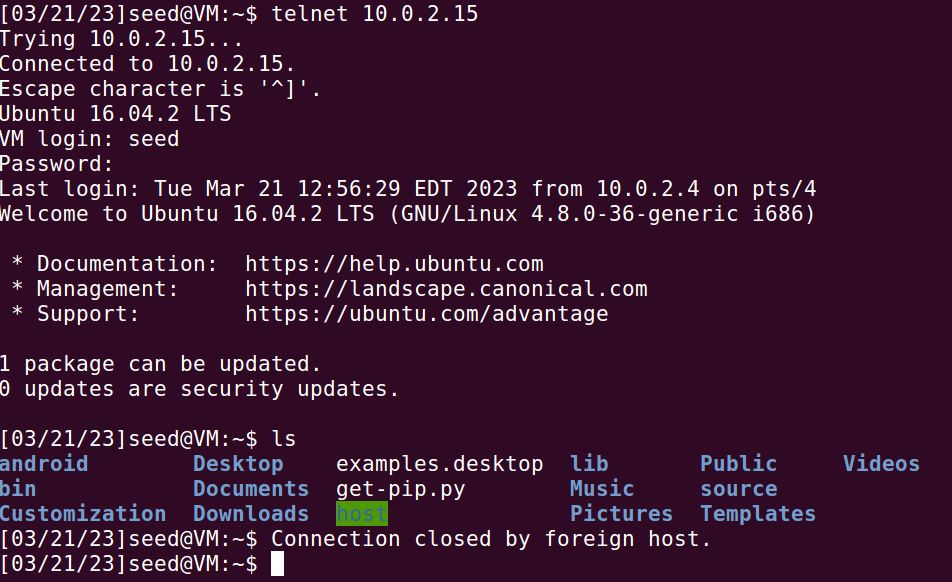 [03/21/23]seed@VM:~$ telnet 10.0.2.15
Trying 10.0.2.15...
Connected to 10.0.2.15.
Escape character is '^]'.
Ubuntu 16.04.2 LTS
VM login: seed
Password:
Last login: Tue Mar 21 12:56:29 EDT 2023 from 10.0.2.4 on pts/4
Welcome to Ubuntu 16.04.2 LTS (GNU/Linux 4.8.0-36-generic i686)

 * Documentation:  https://help.ubuntu.com
 * Management:     https://landscape.canonical.com
 * Support:        https://ubuntu.com/advantage

1 package can be updated.
0 updates are security updates.

[03/21/23]seed@VM:~$ ls
android        Desktop    examples.desktop  lib       Public     Videos
bin            Documents  get-pip.py        Music     source
Customization  Downloads  host              Pictures  Templates
[03/21/23]seed@VM:~$ Connection closed by foreign host.
[03/21/23]seed@VM:~$